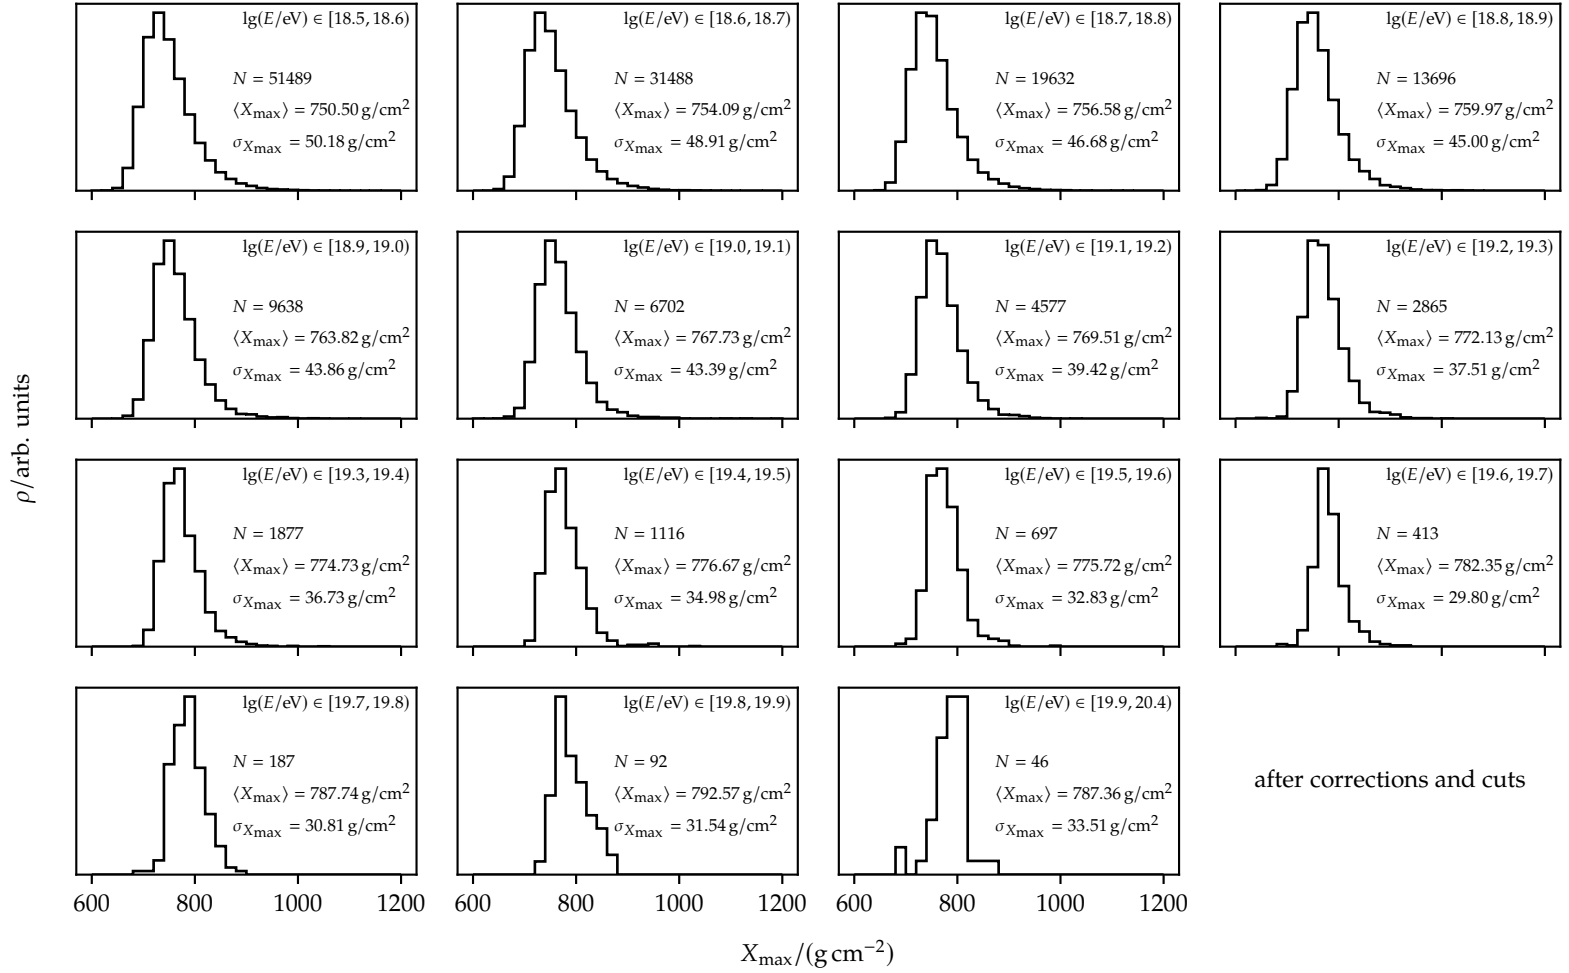 lg(E/eV) ∈ [18.5, 18.6)
N = 51489
⟨Xmax⟩ = 750.50 g/cm²
σXmax = 50.18 g/cm²
lg(E/eV) ∈ [18.6, 18.7)
N = 31488
⟨Xmax⟩ = 754.09 g/cm²
σXmax = 48.91 g/cm²
lg(E/eV) ∈ [18.7, 18.8)
N = 19632
⟨Xmax⟩ = 756.58 g/cm²
σXmax = 46.68 g/cm²
lg(E/eV) ∈ [18.8, 18.9)
N = 13696
⟨Xmax⟩ = 759.97 g/cm²
σXmax = 45.00 g/cm²
lg(E/eV) ∈ [18.9, 19.0)
N = 9638
⟨Xmax⟩ = 763.82 g/cm²
σXmax = 43.86 g/cm²
lg(E/eV) ∈ [19.0, 19.1)
N = 6702
⟨Xmax⟩ = 767.73 g/cm²
σXmax = 43.39 g/cm²
lg(E/eV) ∈ [19.1, 19.2)
N = 4577
⟨Xmax⟩ = 769.51 g/cm²
σXmax = 39.42 g/cm²
lg(E/eV) ∈ [19.2, 19.3)
N = 2865
⟨Xmax⟩ = 772.13 g/cm²
σXmax = 37.51 g/cm²
ρ/arb. units
lg(E/eV) ∈ [19.3, 19.4)
N = 1877
⟨Xmax⟩ = 774.73 g/cm²
σXmax = 36.73 g/cm²
lg(E/eV) ∈ [19.4, 19.5)
N = 1116
⟨Xmax⟩ = 776.67 g/cm²
σXmax = 34.98 g/cm²
lg(E/eV) ∈ [19.5, 19.6)
N = 697
⟨Xmax⟩ = 775.72 g/cm²
σXmax = 32.83 g/cm²
lg(E/eV) ∈ [19.6, 19.7)
N = 413
⟨Xmax⟩ = 782.35 g/cm²
σXmax = 29.80 g/cm²
lg(E/eV) ∈ [19.7, 19.8)
N = 187
⟨Xmax⟩ = 787.74 g/cm²
σXmax = 30.81 g/cm²
lg(E/eV) ∈ [19.8, 19.9)
N = 92
⟨Xmax⟩ = 792.57 g/cm²
σXmax = 31.54 g/cm²
lg(E/eV) ∈ [19.9, 20.4)
N = 46
⟨Xmax⟩ = 787.36 g/cm²
σXmax = 33.51 g/cm²
after corrections and cuts
600 800 1000 1200 600 800 1000 1200 600 800 1000 1200
Xmax/(g cm⁻²)